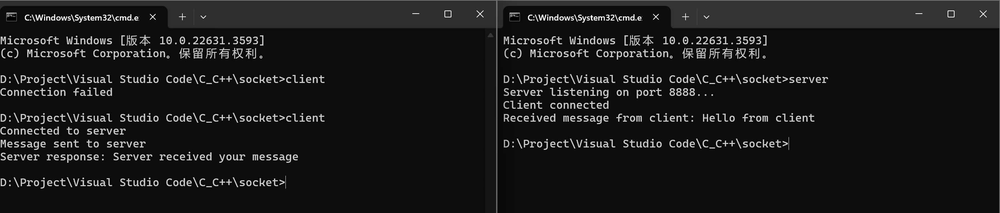 C:\Windows\System32\cmd.e
Microsoft Windows [版本 10.0.22631.3593]
(c) Microsoft Corporation。保留所有权利。
D:\Project\Visual Studio Code\C_C++\socket>client
Connection failed
D:\Project\Visual Studio Code\C_C++\socket>client
Connected to server
Message sent to server
Server response: Server received your message
D:\Project\Visual Studio Code\C_C++\socket>
C:\Windows\System32\cmd.e
Microsoft Windows [版本 10.0.22631.3593]
(c) Microsoft Corporation。保留所有权利。
D:\Project\Visual Studio Code\C_C++\socket>server
Server listening on port 8888...
Client connected
Received message from client: Hello from client
D:\Project\Visual Studio Code\C_C++\socket>